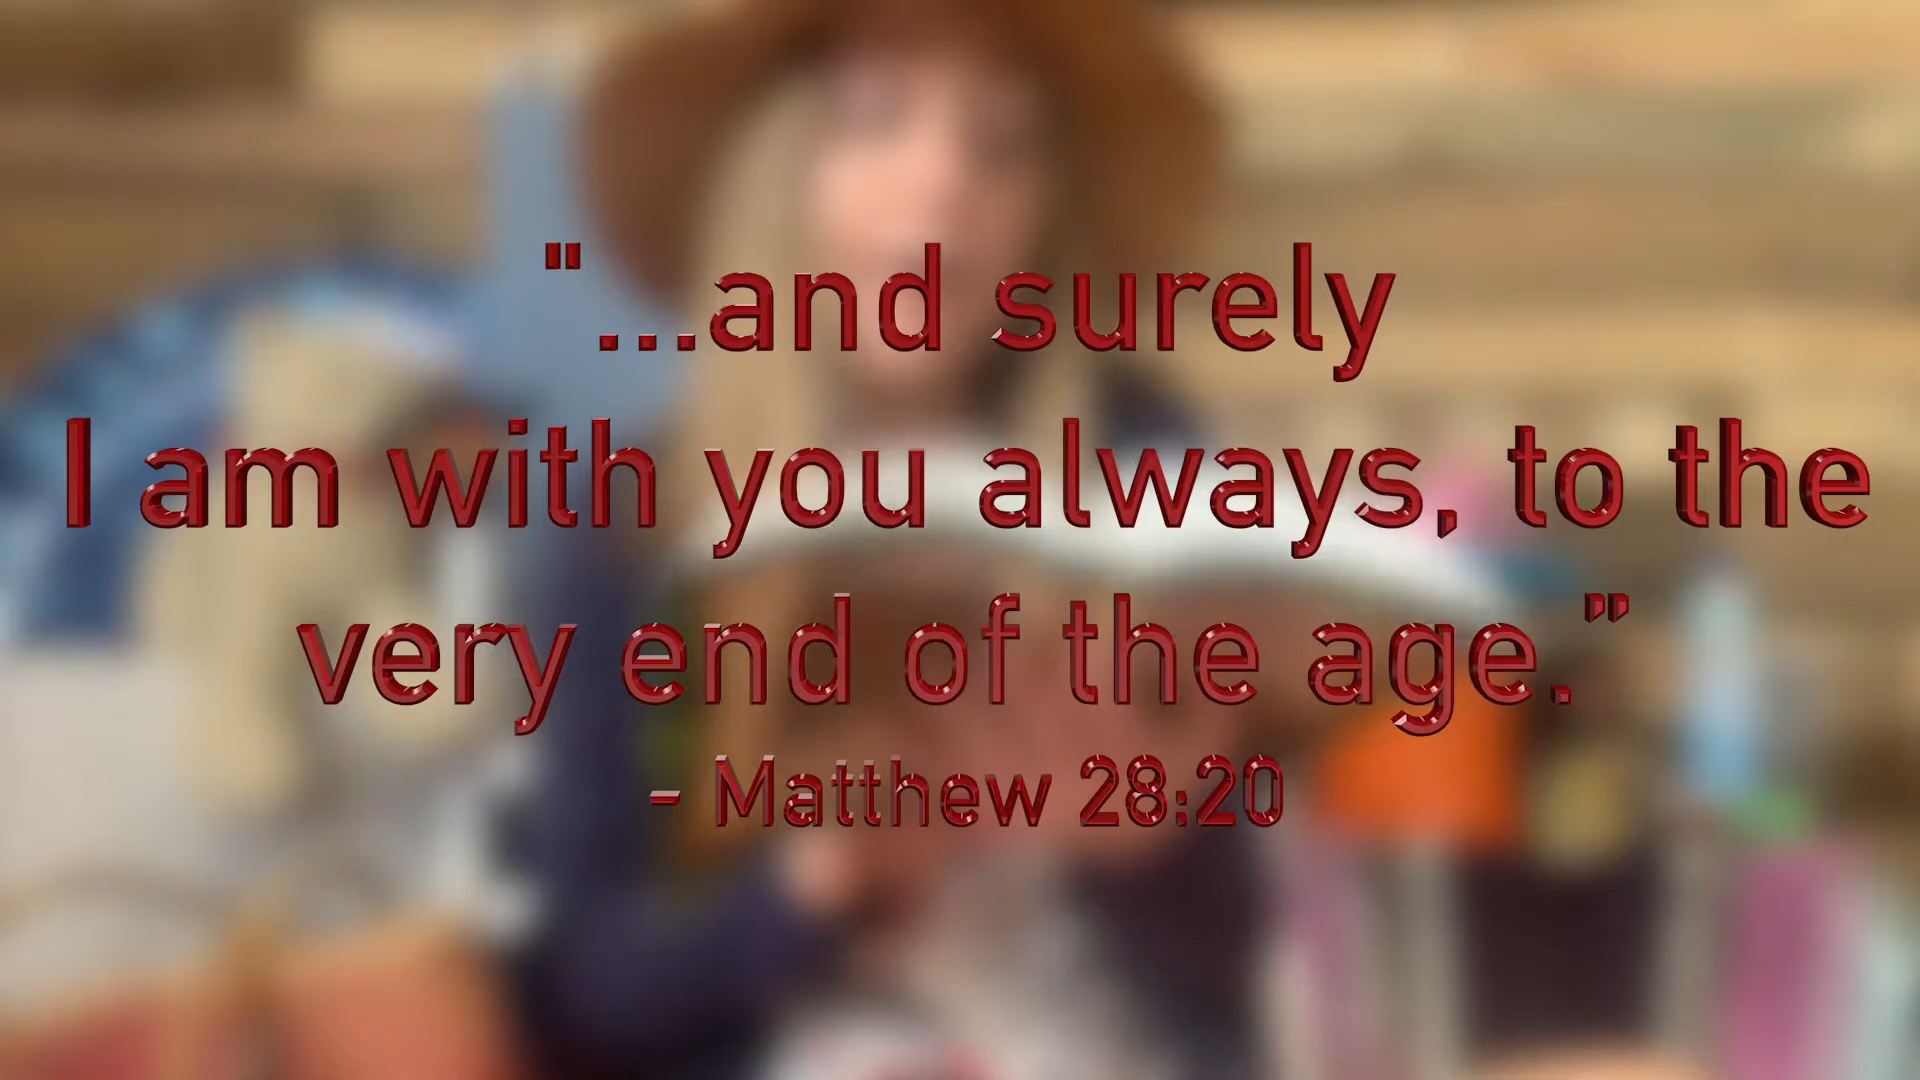 "...and surely
I am with you always, to the
very end of the age.”
- Matthew 28:20